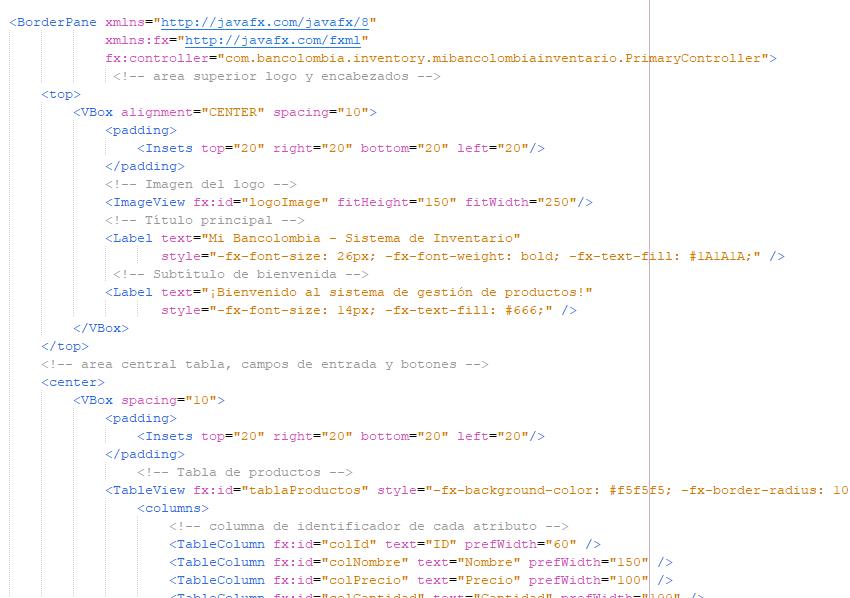 <BorderPane xmlns="http://javafx.com/javafx/8"
xmlns:fx="http://javafx.com/fxml"
fx:controller="com.bancolombia.inventory.mibancolombiainventario.PrimaryController">
<!-- area superior logo y encabezados -->
<top>
<VBox alignment="CENTER" spacing="10">
<padding>
<Insets top="20" right="20" bottom="20" left="20"/>
</padding>
<!-- Imagen del logo -->
<ImageView fx:id="logoImage" fitHeight="150" fitWidth="250"/>
<!-- Título principal -->
<Label text="Mi Bancolombia - Sistema de Inventario"
style="-fx-font-size: 26px; -fx-font-weight: bold; -fx-text-fill: #1A1A1A;" />
<!-- Subtítulo de bienvenida -->
<Label text="¡Bienvenido al sistema de gestión de productos!"
style="-fx-font-size: 14px; -fx-text-fill: #666;" />
</VBox>
</top>
<!-- area central tabla, campos de entrada y botones -->
<center>
<VBox spacing="10">
<padding>
<Insets top="20" right="20" bottom="20" left="20"/>
</padding>
<!-- Tabla de productos -->
<TableView fx:id="tablaProductos" style="-fx-background-color: #f5f5f5; -fx-border-radius: 10
<columns>
<!-- columna de identificador de cada atributo -->
<TableColumn fx:id="colId" text="ID" prefWidth="60" />
<TableColumn fx:id="colNombre" text="Nombre" prefWidth="150" />
<TableColumn fx:id="colPrecio" text="Precio" prefWidth="100" />
<TableColumn fx:id="colCantidad" text="Cantidad" prefWidth="100" />